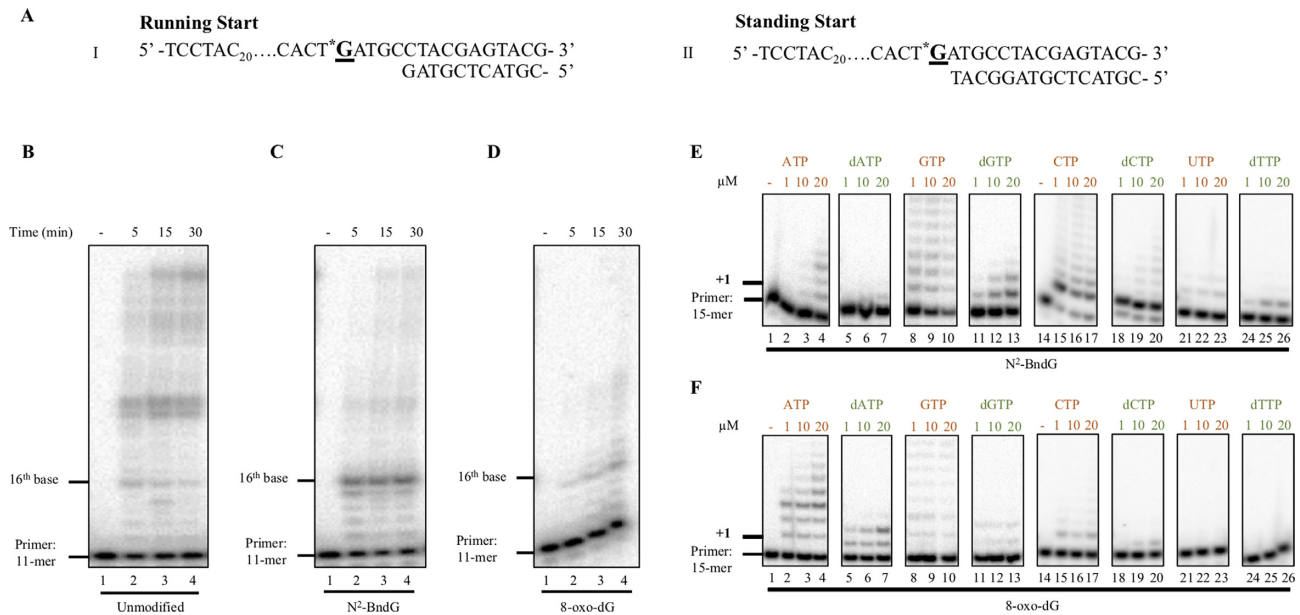 A
Running Start
I 5’ -TCCTAC20….CACT*GATGCCTACGAGTACG- 3’
GATGCTCATGC- 5’
Standing Start
II 5’ -TCCTAC20….CACT*GATGCCTACGAGTACG- 3’
TACGGATGCTCATGC- 5’
B
Time (min) - 5 15 30
16th base
Primer:
11-mer
1 2 3 4
Unmodified
C
- 5 15 30
16th base
Primer:
11-mer
1 2 3 4
N2-BndG
D
- 5 15 30
16th base
Primer:
11-mer
1 2 3 4
8-oxo-dG
E
ATP dATP GTP dGTP CTP dCTP UTP dTTP
µM - 1 10 20 1 10 20 1 10 20 1 10 20 - 1 10 20 1 10 20 1 10 20 1 10 20
+1
Primer:
15-mer
1 2 3 4 5 6 7 8 9 10 11 12 13 14 15 16 17 18 19 20 21 22 23 24 25 26
N2-BndG
F
ATP dATP GTP dGTP CTP dCTP UTP dTTP
µM - 1 10 20 1 10 20 1 10 20 1 10 20 - 1 10 20 1 10 20 1 10 20 1 10 20
+1
Primer:
15-mer
1 2 3 4 5 6 7 8 9 10 11 12 13 14 15 16 17 18 19 20 21 22 23 24 25 26
8-oxo-dG